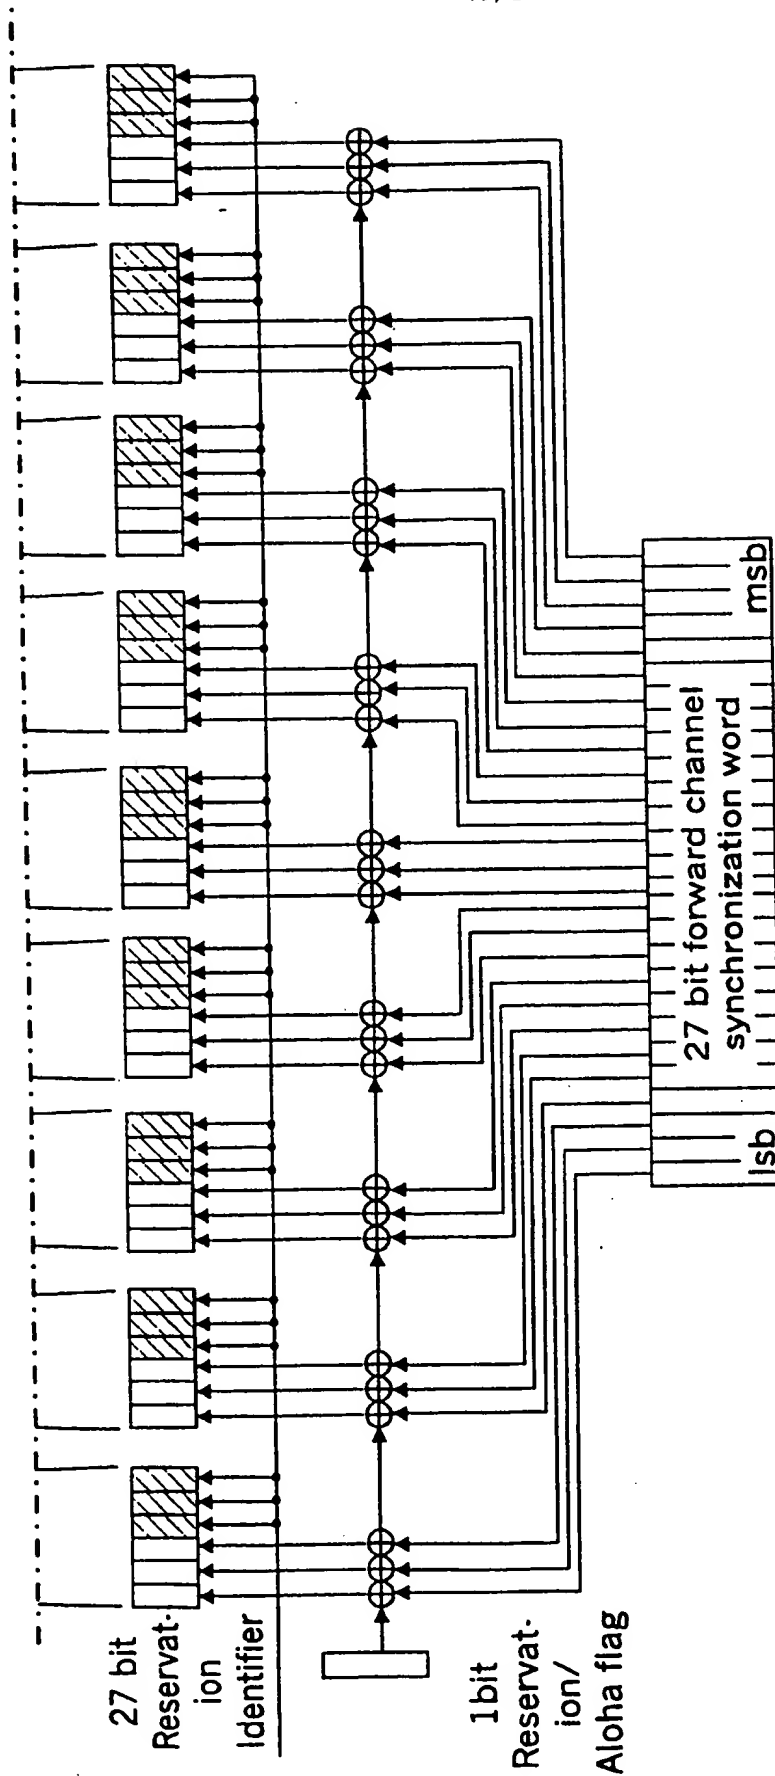 27 bit
Reservat-
ion
Identifier
1bit
Reservat-
ion/
Aloha flag
lsb
27 bit forward channel
synchronization word
msb